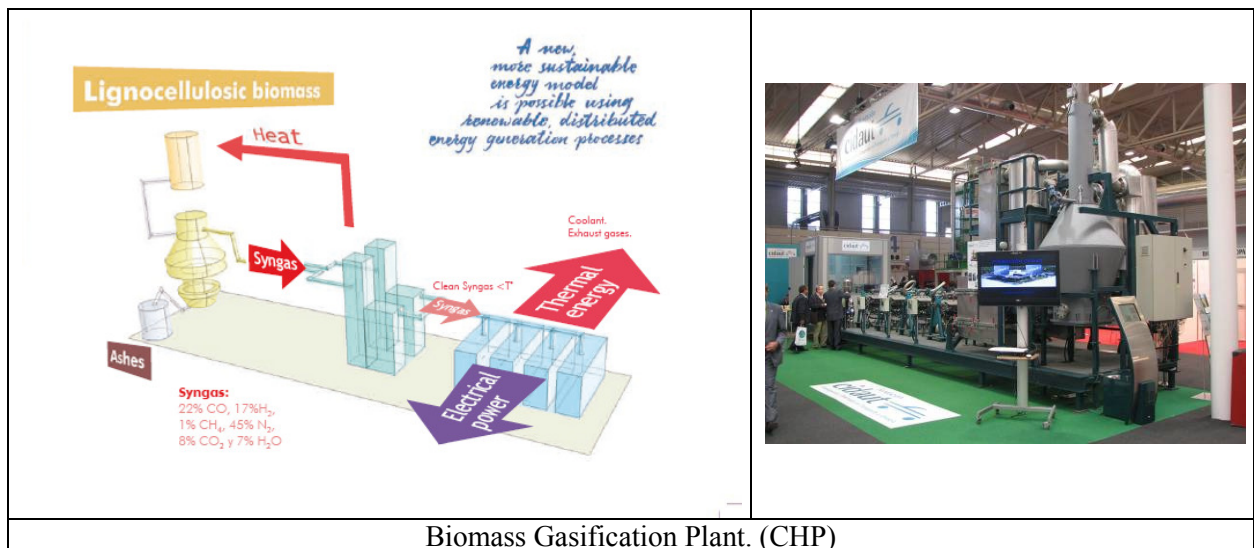 A new,
more sustainable
energy model
is possible using
renewable, distributed
energy generation processes
Lignocellulosic biomass
Heat
Syngas
Coolant.
Exhaust gases.
Clean Syngas <T°
Syngas
Thermal
energy
Electrical
power
Ashes
Syngas:
22% CO, 17%H₂,
1% CH₄, 45% N₂,
8% CO₂ y 7% H₂O
cidaut
cidaut
cidaut
Biomass Gasification Plant. (CHP)